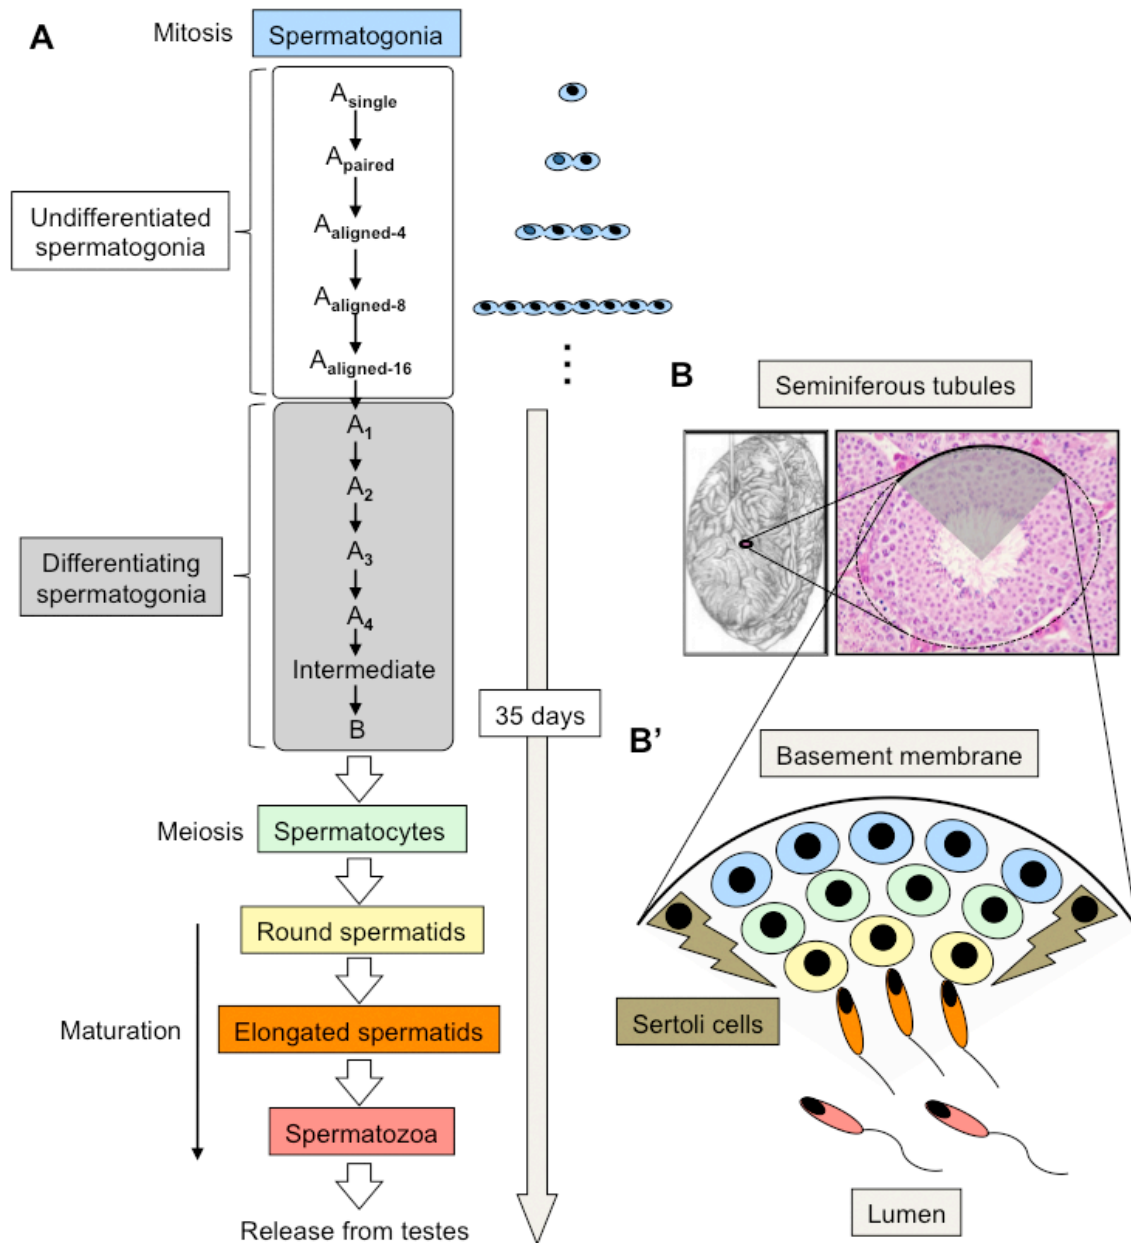 A
Mitosis
Spermatogonia
Undifferentiated
spermatogonia
Asingle
Apaired
Aaligned-4
Aaligned-8
Aaligned-16
Differentiating
spermatogonia
A1
A2
A3
A4
Intermediate
B
35 days
Meiosis
Spermatocytes
Round spermatids
Maturation
Elongated spermatids
Spermatozoa
Release from testes
B
Seminiferous tubules
B’
Basement membrane
Sertoli cells
Lumen